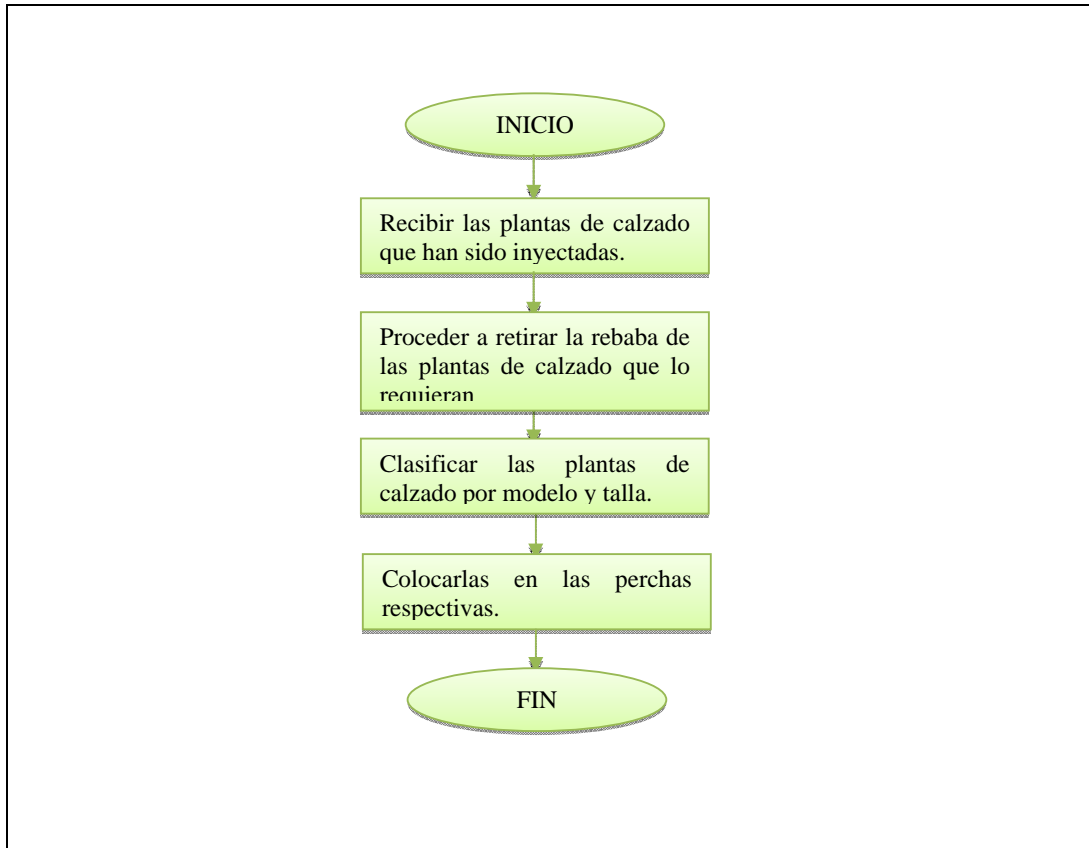 INICIO
Recibir las plantas de calzado
que han sido inyectadas.
Proceder a retirar la rebaba de
las plantas de calzado que lo
requieran
Clasificar las plantas de
calzado por modelo y talla.
Colocarlas en las perchas
respectivas.
FIN